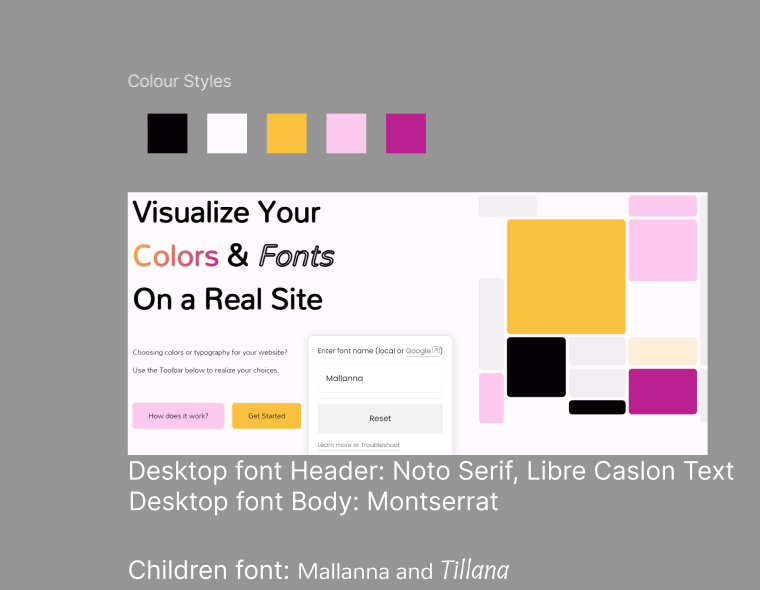 Colour Styles
Visualize Your
Colors & Fonts
On a Real Site
Choosing colors or typography for your website?
Use the Toolbar below to realize your choices.
How does it work?
Get Started
Enter font name (local or Google)
Mallanna
Reset
Learn more or Troubleshoot
Desktop font Header: Noto Serif, Libre Caslon Text
Desktop font Body: Montserrat
Children font: Mallanna and Tillana